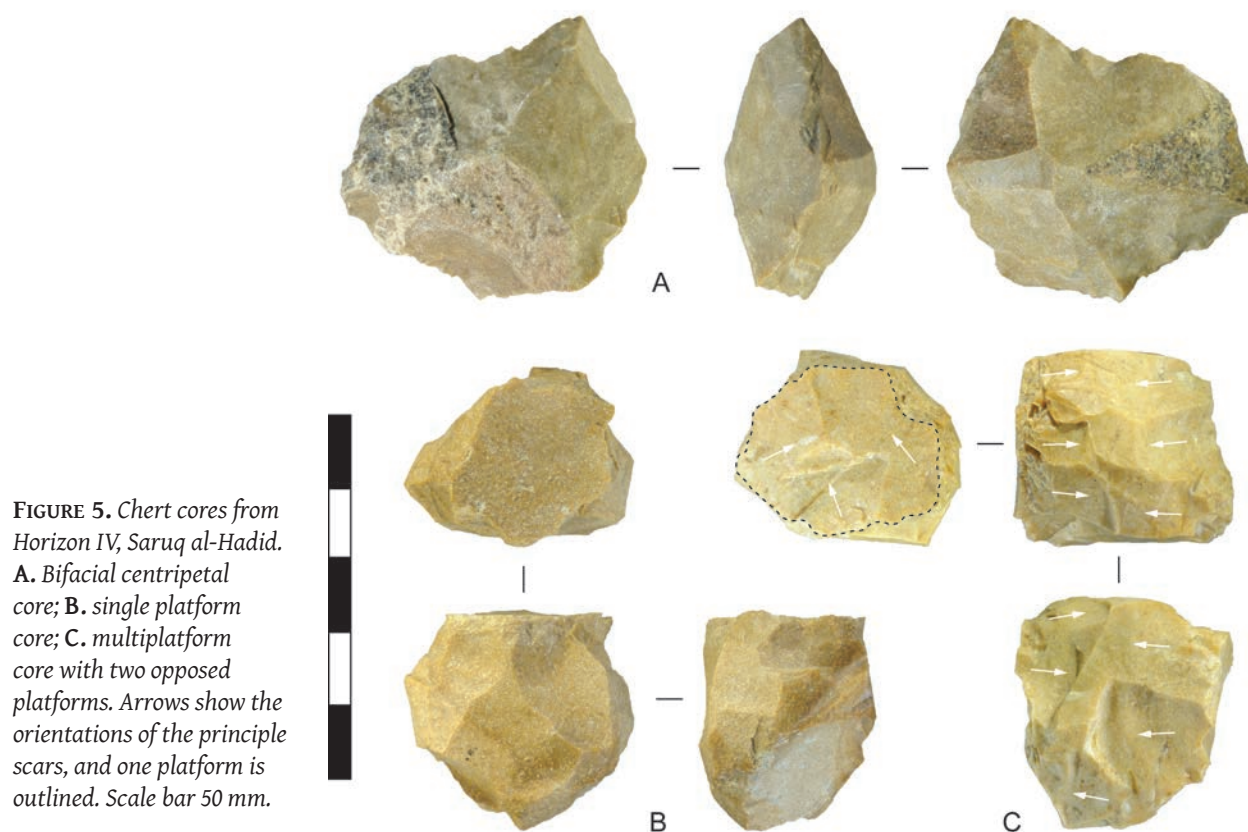 A
FIGURE 5. Chert cores from
Horizon IV, Saruq al-Hadid.
A. Bifacial centripetal
core; B. single platform
core; C. multiplatform
core with two opposed
platforms. Arrows show the
orientations of the principle
scars, and one platform is
outlined. Scale bar 50 mm.
B
C